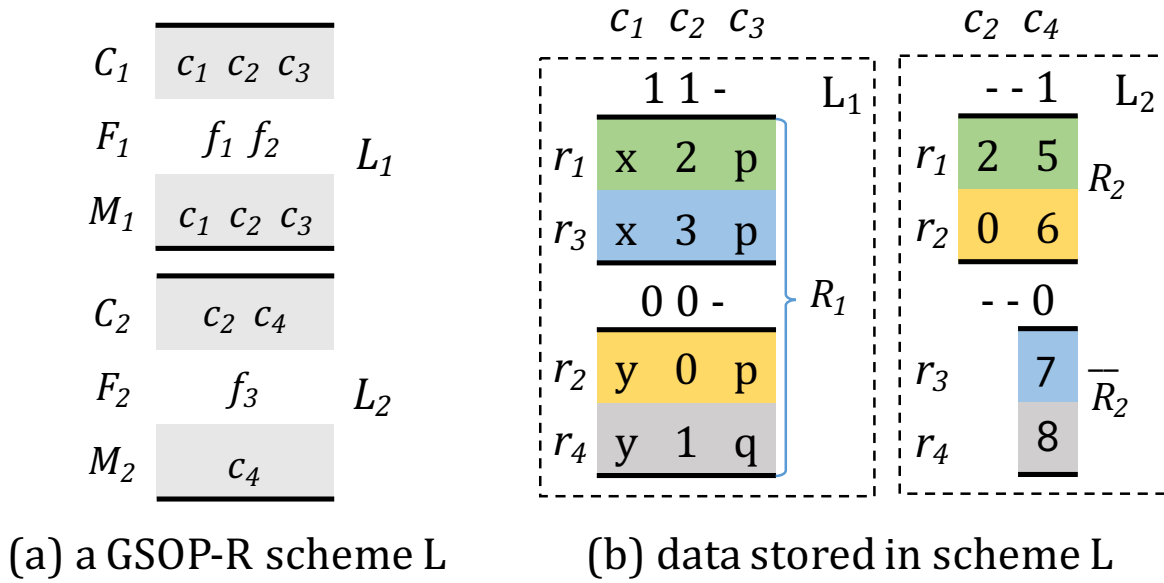 C1 c1 c2 c3
F1 f1 f2 L1
M1 c1 c2 c3
C2 c2 c4
F2 f3 L2
M2 c4
(a) a GSOP-R scheme L
c1 c2 c3
1 1 - L1
r1 x 2 p
r3 x 3 p
R1
0 0 -
r2 y 0 p
r4 y 1 q
c2 c4
- - 1 L2
r1 2 5
R2
r2 0 6
- - 0
r3 7
R̅2
r4 8
(b) data stored in scheme L